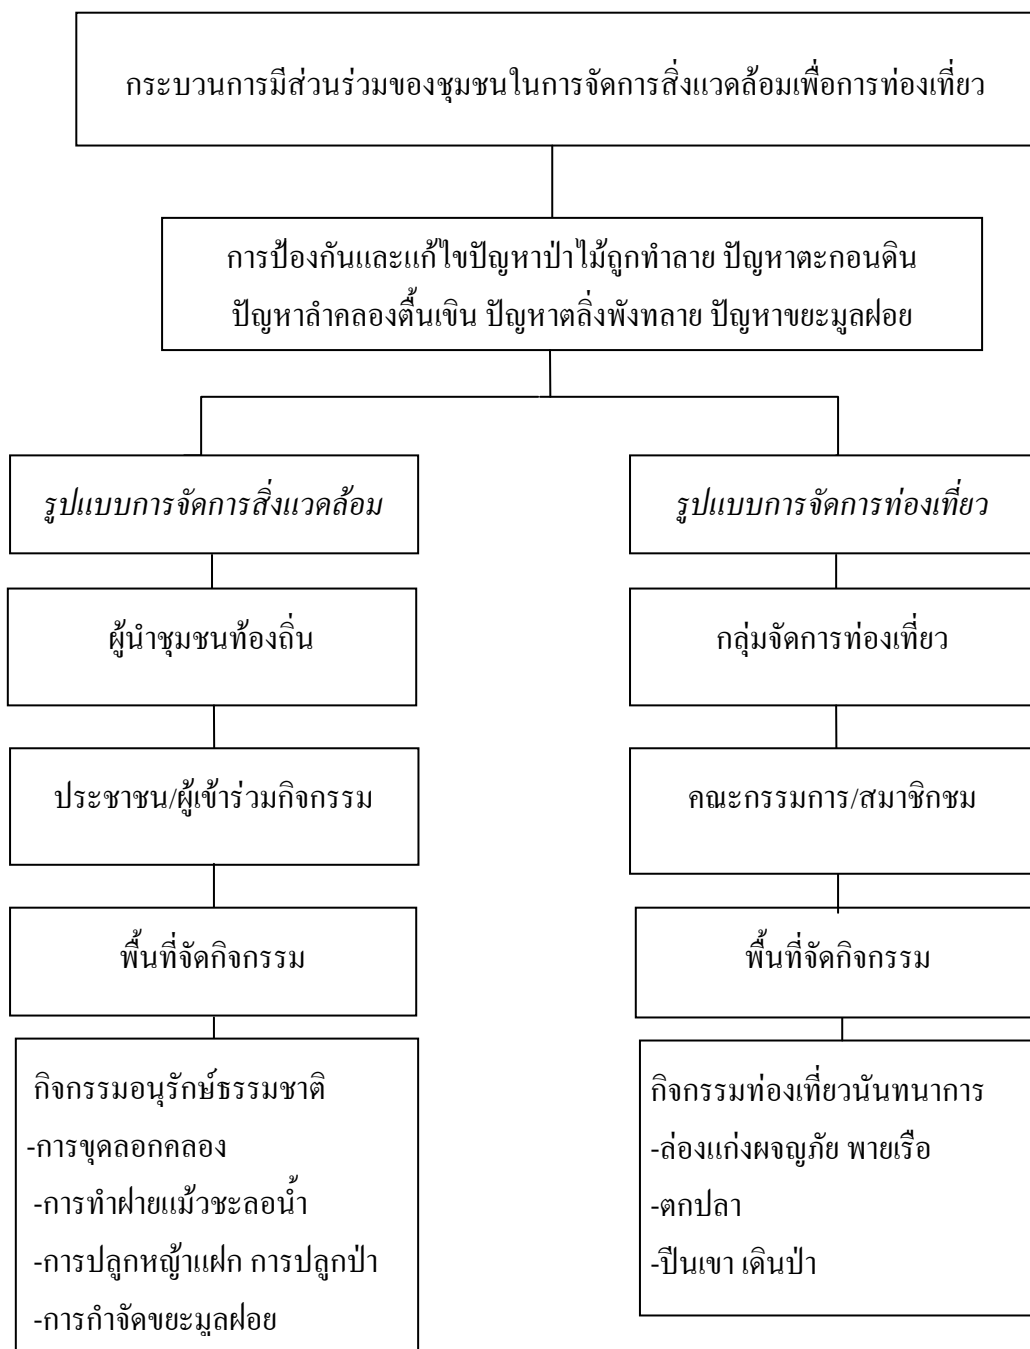 กระบวนการมีส่วนร่วมของชุมชนในการจัดการสิ่งแวดล้อมเพื่อการท่องเที่ยว
การป้องกันและแก้ไขปัญหาป่าไม้ถูกทำลาย ปัญหาตะกอนดิน
ปัญหาลำคลองตื้นเขิน ปัญหาตลิ่งพังทลาย ปัญหาขยะมูลฝอย
รูปแบบการจัดการสิ่งแวดล้อม
ผู้นำชุมชนท้องถิ่น
ประชาชน/ผู้เข้าร่วมกิจกรรม
พื้นที่จัดกิจกรรม
กิจกรรมอนุรักษ์ธรรมชาติ
-การขุดลอกคลอง
-การทำฝายแม้วชะลอน้ำ
-การปลูกหญ้าแฝก การปลูกป่า
-การกำจัดขยะมูลฝอย
รูปแบบการจัดการท่องเที่ยว
กลุ่มจัดการท่องเที่ยว
คณะกรรมการ/สมาชิกชม
พื้นที่จัดกิจกรรม
กิจกรรมท่องเที่ยวนันทนาการ
-ล่องแก่งผจญภัย พายเรือ
-ตกปลา
-ปีนเขา เดินป่า